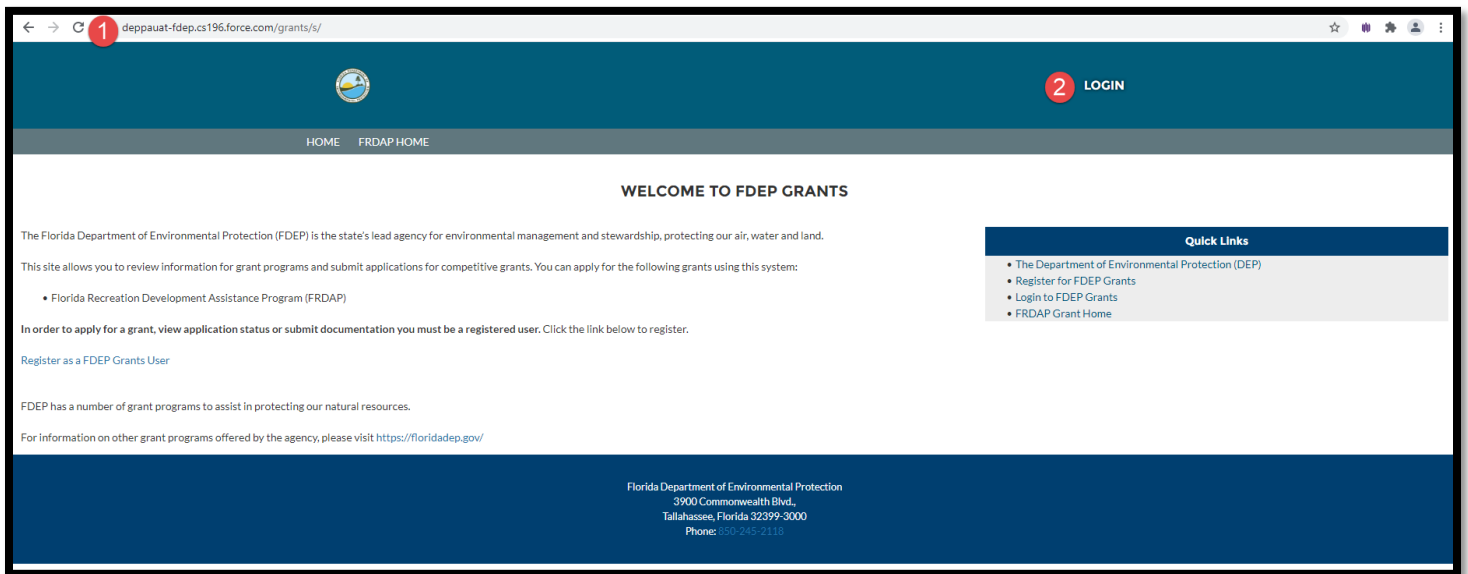 1 deppauat-fdep.cs196.force.com/grants/s/
2 LOGIN
HOME FRDAP HOME
WELCOME TO FDEP GRANTS
The Florida Department of Environmental Protection (FDEP) is the state's lead agency for environmental management and stewardship, protecting our air, water and land.
This site allows you to review information for grant programs and submit applications for competitive grants. You can apply for the following grants using this system:
• Florida Recreation Development Assistance Program (FRDAP)
In order to apply for a grant, view application status or submit documentation you must be a registered user. Click the link below to register.
Register as a FDEP Grants User
FDEP has a number of grant programs to assist in protecting our natural resources.
For information on other grant programs offered by the agency, please visit https://floridadep.gov/
Quick Links
• The Department of Environmental Protection (DEP)
• Register for FDEP Grants
• Login to FDEP Grants
• FRDAP Grant Home
Florida Department of Environmental Protection
3900 Commonwealth Blvd.,
Tallahassee, Florida 32399-3000
Phone: 850-245-2118